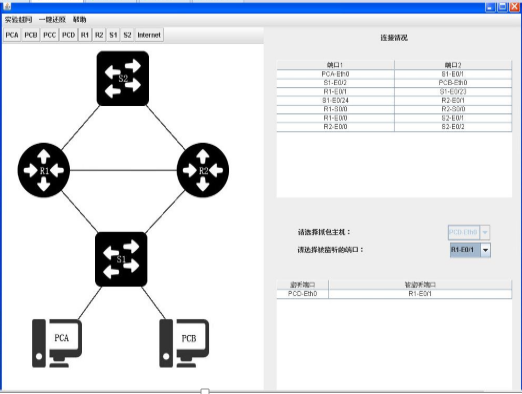 实验组网 一键还原 帮助
PCA PCB PCC PCD R1 R2 S1 S2 Internet
连接情况
端口1 端口2
PCA-Eth0 S1-E0/1
S1-E0/2 PCB-Eth0
R1-E0/1 S1-E0/23
S1-E0/24 R2-E0/1
R1-S0/0 R2-S0/0
R1-E0/0 S2-E0/1
R2-E0/0 S2-E0/2
S2
R1
R2
S1
PCA
PCB
请选择抓包主机： PCD-Eth0
请选择被监听的端口： R1-E0/1
监听端口 被监听端口
PCD-Eth0 R1-E0/1